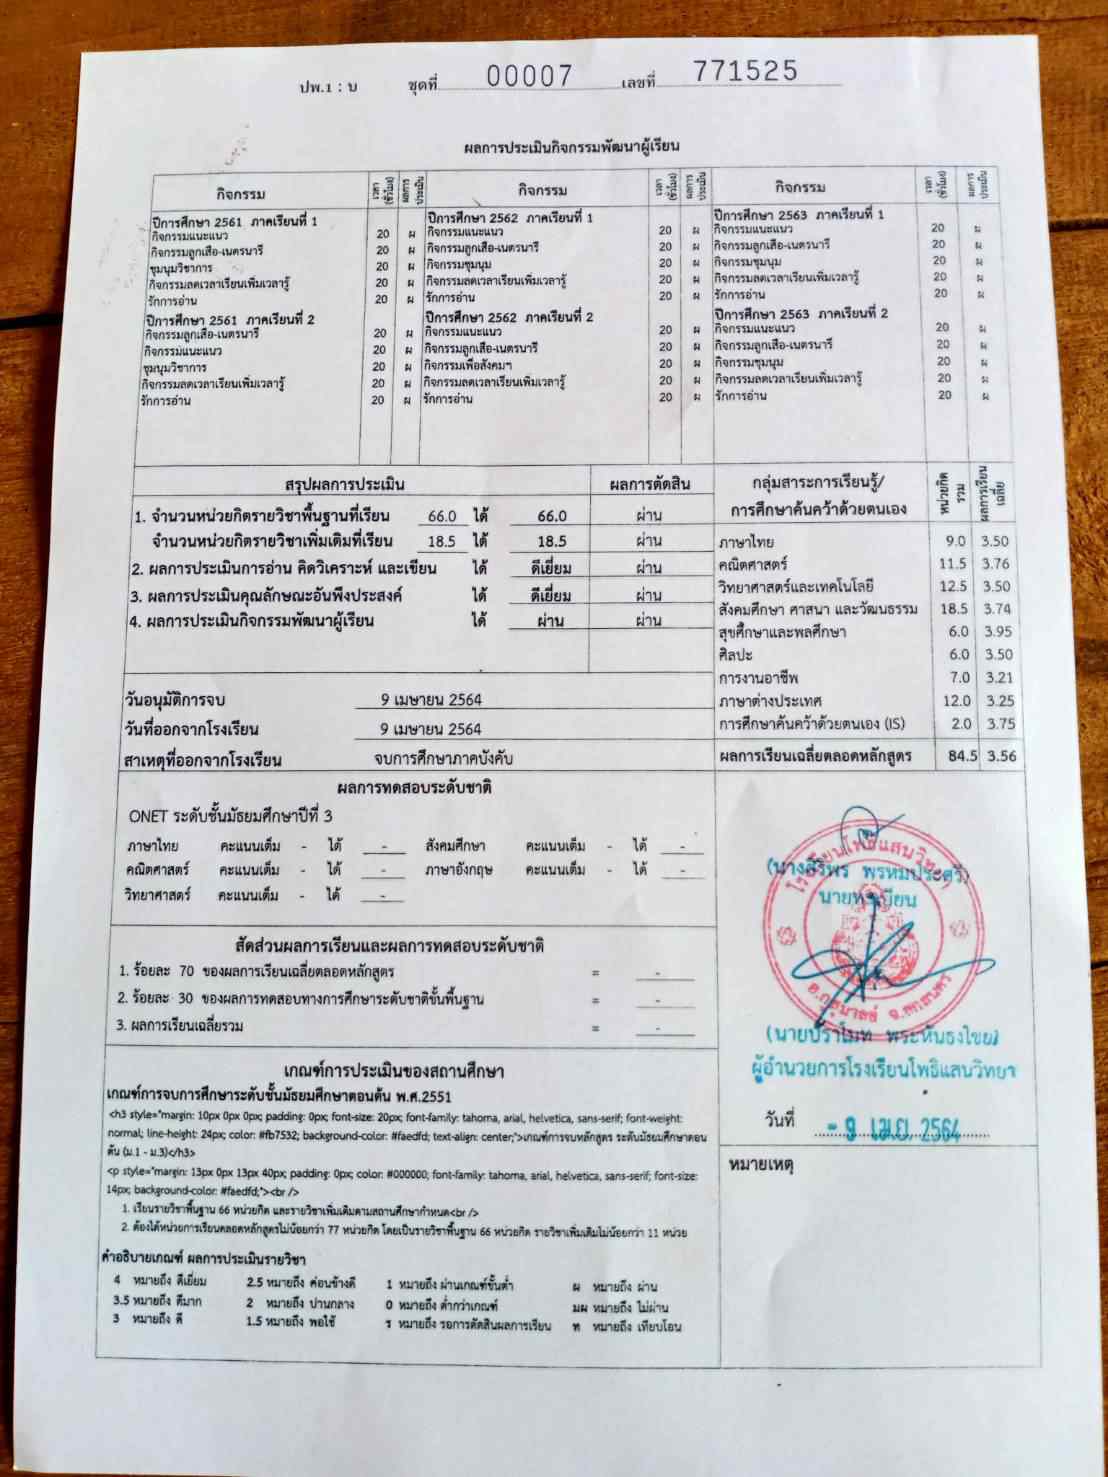 ปพ.1 : บ ชุดที่ 00007 เลขที่ 771525
ผลการประเมินกิจกรรมพัฒนาผู้เรียน
กิจกรรม เวลา (ชั่วโมง) ผลการประเมิน กิจกรรม เวลา (ชั่วโมง) ผลการประเมิน กิจกรรม เวลา (ชั่วโมง) ผลการประเมิน
ปีการศึกษา 2561 ภาคเรียนที่ 1
กิจกรรมแนะแนว 20 ผ
กิจกรรมลูกเสือ-เนตรนารี 20 ผ
ชุมนุมวิชาการ 20 ผ
กิจกรรมลดเวลาเรียนเพิ่มเวลารู้ 20 ผ
รักการอ่าน 20 ผ
ปีการศึกษา 2561 ภาคเรียนที่ 2
กิจกรรมลูกเสือ-เนตรนารี 20 ผ
กิจกรรมแนะแนว 20 ผ
ชุมนุมวิชาการ 20 ผ
กิจกรรมลดเวลาเรียนเพิ่มเวลารู้ 20 ผ
รักการอ่าน 20 ผ
ปีการศึกษา 2562 ภาคเรียนที่ 1
กิจกรรมแนะแนว 20 ผ
กิจกรรมลูกเสือ-เนตรนารี 20 ผ
กิจกรรมชุมนุม 20 ผ
กิจกรรมลดเวลาเรียนเพิ่มเวลารู้ 20 ผ
รักการอ่าน 20 ผ
ปีการศึกษา 2562 ภาคเรียนที่ 2
กิจกรรมแนะแนว 20 ผ
กิจกรรมลูกเสือ-เนตรนารี 20 ผ
กิจกรรมเพื่อสังคมฯ 20 ผ
กิจกรรมลดเวลาเรียนเพิ่มเวลารู้ 20 ผ
รักการอ่าน 20 ผ
ปีการศึกษา 2563 ภาคเรียนที่ 1
กิจกรรมแนะแนว 20 ผ
กิจกรรมลูกเสือ-เนตรนารี 20 ผ
กิจกรรมชุมนุม 20 ผ
กิจกรรมลดเวลาเรียนเพิ่มเวลารู้ 20 ผ
รักการอ่าน 20 ผ
ปีการศึกษา 2563 ภาคเรียนที่ 2
กิจกรรมแนะแนว 20 ผ
กิจกรรมลูกเสือ-เนตรนารี 20 ผ
กิจกรรมชุมนุม 20 ผ
กิจกรรมลดเวลาเรียนเพิ่มเวลารู้ 20 ผ
รักการอ่าน 20 ผ
สรุปผลการประเมิน ผลการตัดสิน
1. จำนวนหน่วยกิตรายวิชาพื้นฐานที่เรียน 66.0 ได้ 66.0 ผ่าน
จำนวนหน่วยกิตรายวิชาเพิ่มเติมที่เรียน 18.5 ได้ 18.5 ผ่าน
2. ผลการประเมินการอ่าน คิดวิเคราะห์ และเขียน ได้ ดีเยี่ยม ผ่าน
3. ผลการประเมินคุณลักษณะอันพึงประสงค์ ได้ ดีเยี่ยม ผ่าน
4. ผลการประเมินกิจกรรมพัฒนาผู้เรียน ได้ ผ่าน ผ่าน
วันอนุมัติการจบ 9 เมษายน 2564
วันที่ออกจากโรงเรียน 9 เมษายน 2564
สาเหตุที่ออกจากโรงเรียน จบการศึกษาภาคบังคับ
กลุ่มสาระการเรียนรู้/ การศึกษาค้นคว้าด้วยตนเอง หน่วยกิตรวม ผลการเรียนเฉลี่ย
ภาษาไทย 9.0 3.50
คณิตศาสตร์ 11.5 3.76
วิทยาศาสตร์และเทคโนโลยี 12.5 3.50
สังคมศึกษา ศาสนา และวัฒนธรรม 18.5 3.74
สุขศึกษาและพลศึกษา 6.0 3.95
ศิลปะ 6.0 3.50
การงานอาชีพ 7.0 3.21
ภาษาต่างประเทศ 12.0 3.25
การศึกษาค้นคว้าด้วยตนเอง (IS) 2.0 3.75
ผลการเรียนเฉลี่ยตลอดหลักสูตร 84.5 3.56
ผลการทดสอบระดับชาติ
ONET ระดับชั้นมัธยมศึกษาปีที่ 3
ภาษาไทย คะแนนเต็ม - ได้ - สังคมศึกษา คะแนนเต็ม - ได้ -
คณิตศาสตร์ คะแนนเต็ม - ได้ - ภาษาอังกฤษ คะแนนเต็ม - ได้ -
วิทยาศาสตร์ คะแนนเต็ม - ได้ -
สัดส่วนผลการเรียนและผลการทดสอบระดับชาติ
1. ร้อยละ 70 ของผลการเรียนเฉลี่ยตลอดหลักสูตร = -
2. ร้อยละ 30 ของผลการทดสอบทางการศึกษาระดับชาติขั้นพื้นฐาน = -
3. ผลการเรียนเฉลี่ยรวม = -
เกณฑ์การประเมินของสถานศึกษา
เกณฑ์การจบการศึกษาระดับชั้นมัธยมศึกษาตอนต้น พ.ศ.2551
<h3 style="margin: 10px 0px 0px; padding: 0px; font-size: 20px; font-family: tahoma, arial, helvetica, sans-serif; font-weight:
normal; line-height: 24px; color: #fb7532; background-color: #faedfd; text-align: center;">เกณฑ์การจบหลักสูตร ระดับมัธยมศึกษาตอน
ต้น (ม.1 - ม.3)</h3>
<p style="margin: 13px 0px 13px 40px; padding: 0px; color: #000000; font-family: tahoma, arial, helvetica, sans-serif; font-size:
14px; background-color: #faedfd;"><br />
1. เรียนรายวิชาพื้นฐาน 66 หน่วยกิต และรายวิชาเพิ่มเติมตามสถานศึกษากำหนด<br />
2. ต้องได้หน่วยการเรียนตลอดหลักสูตรไม่น้อยกว่า 77 หน่วยกิต โดยเป็นรายวิชาพื้นฐาน 66 หน่วยกิต รายวิชาเพิ่มเติมไม่น้อยกว่า 11 หน่วย
คำอธิบายเกณฑ์ ผลการประเมินรายวิชา
4 หมายถึง ดีเยี่ยม 2.5 หมายถึง ค่อนข้างดี 1 หมายถึง ผ่านเกณฑ์ขั้นต่ำ ผ หมายถึง ผ่าน
3.5 หมายถึง ดีมาก 2 หมายถึง ปานกลาง 0 หมายถึง ต่ำกว่าเกณฑ์ มผ หมายถึง ไม่ผ่าน
3 หมายถึง ดี 1.5 หมายถึง พอใช้ ร หมายถึง รอการตัดสินผลการเรียน ท หมายถึง เทียบโอน
โรงเรียนโพธิแสนวิทยา
(นางสิริพร พรหมประศรี)
นายทะเบียน
อ.กุสุมาลย์ จ.สกลนคร
(นายปราโมท พระหันธงไชย)
ผู้อำนวยการโรงเรียนโพธิแสนวิทยา
วันที่ - 9 เม.ย. 2564
หมายเหตุ